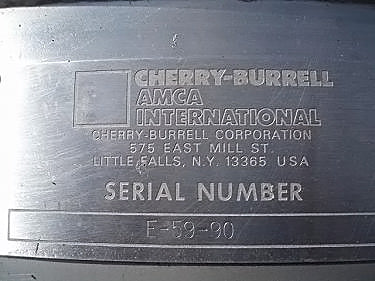 CHERRY-BURRELL
AMCA
INTERNATIONAL
CHERRY-BURRELL CORPORATION
575 EAST MILL ST.
LITTLE FALLS, N.Y. 13365 USA
SERIAL NUMBER
E-59-90